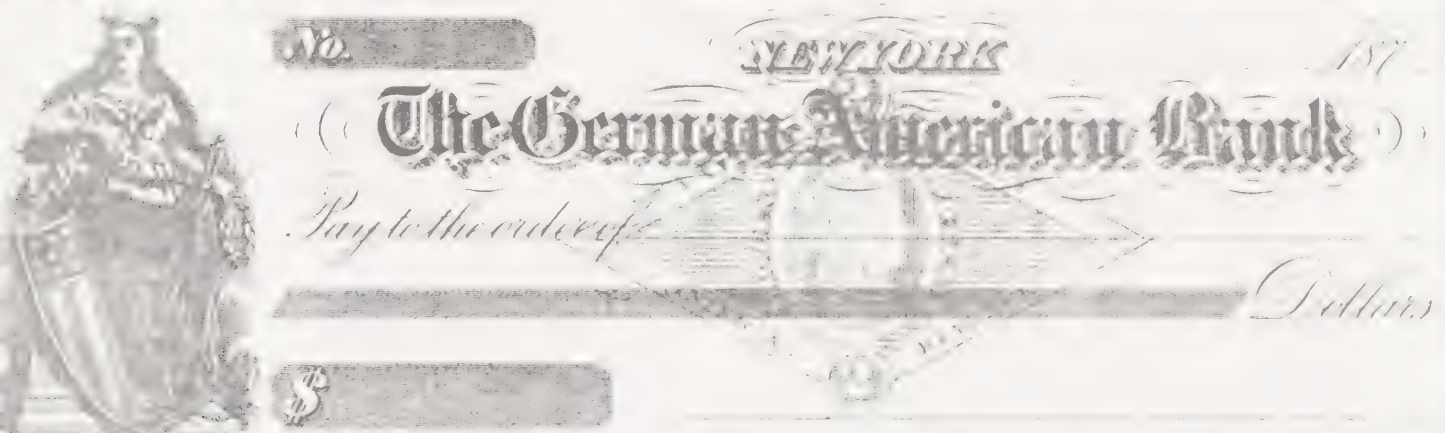 No. NEW YORK 187
The German American Bank
Pay to the order of
Dollars
$